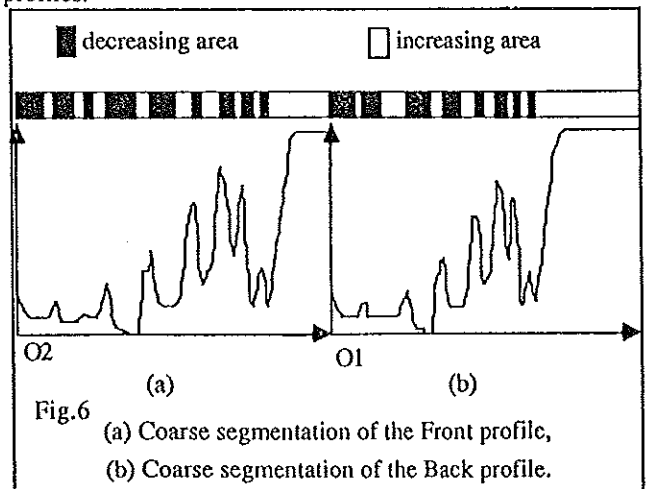 profiles.
decreasing area
increasing area
O2
O1
(a)
(b)
Fig.6
(a) Coarse segmentation of the Front profile,
(b) Coarse segmentation of the Back profile.